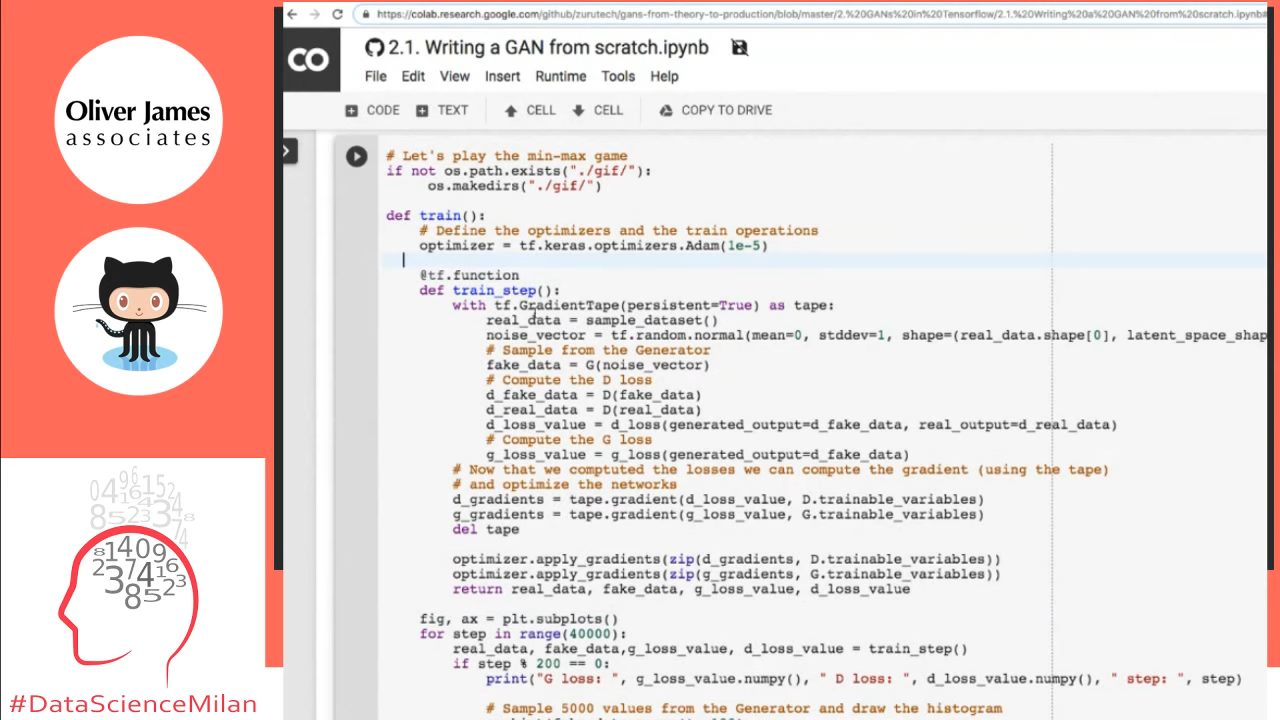 Oliver James
associates
#DataScienceMilan
https://colab.research.google.com/github/zurutech/gans-from-theory-to-production/blob/master/2.%20GANs%20in%20Tensorflow/2.1.%20Writing%20a%20GAN%20from%20scratch.ipynb#
CO
2.1. Writing a GAN from scratch.ipynb
File Edit View Insert Runtime Tools Help
CODE TEXT CELL CELL COPY TO DRIVE
# Let's play the min-max game
if not os.path.exists("./gif/"):
os.makedirs("./gif/")
def train():
# Define the optimizers and the train operations
optimizer = tf.keras.optimizers.Adam(1e-5)
@tf.function
def train_step():
with tf.GradientTape(persistent=True) as tape:
real_data = sample_dataset()
noise_vector = tf.random.normal(mean=0, stddev=1, shape=(real_data.shape[0], latent_space_shap
# Sample from the Generator
fake_data = G(noise_vector)
# Compute the D loss
d_fake_data = D(fake_data)
d_real_data = D(real_data)
d_loss_value = d_loss(generated_output=d_fake_data, real_output=d_real_data)
# Compute the G loss
g_loss_value = g_loss(generated_output=d_fake_data)
# Now that we comptuted the losses we can compute the gradient (using the tape)
# and optimize the networks
d_gradients = tape.gradient(d_loss_value, D.trainable_variables)
g_gradients = tape.gradient(g_loss_value, G.trainable_variables)
del tape
optimizer.apply_gradients(zip(d_gradients, D.trainable_variables))
optimizer.apply_gradients(zip(g_gradients, G.trainable_variables))
return real_data, fake_data, g_loss_value, d_loss_value
fig, ax = plt.subplots()
for step in range(40000):
real_data, fake_data,g_loss_value, d_loss_value = train_step()
if step % 200 == 0:
print("G loss: ", g_loss_value.numpy(), " D loss: ", d_loss_value.numpy(), " step: ", step)
# Sample 5000 values from the Generator and draw the histogram